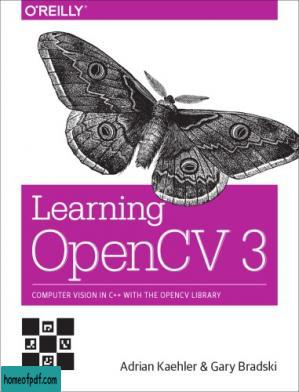 O'REILLY®
Learning
OpenCV 3
COMPUTER VISION IN C++ WITH THE OPENCV LIBRARY
Adrian Kaehler & Gary Bradski
homeofpdf.com